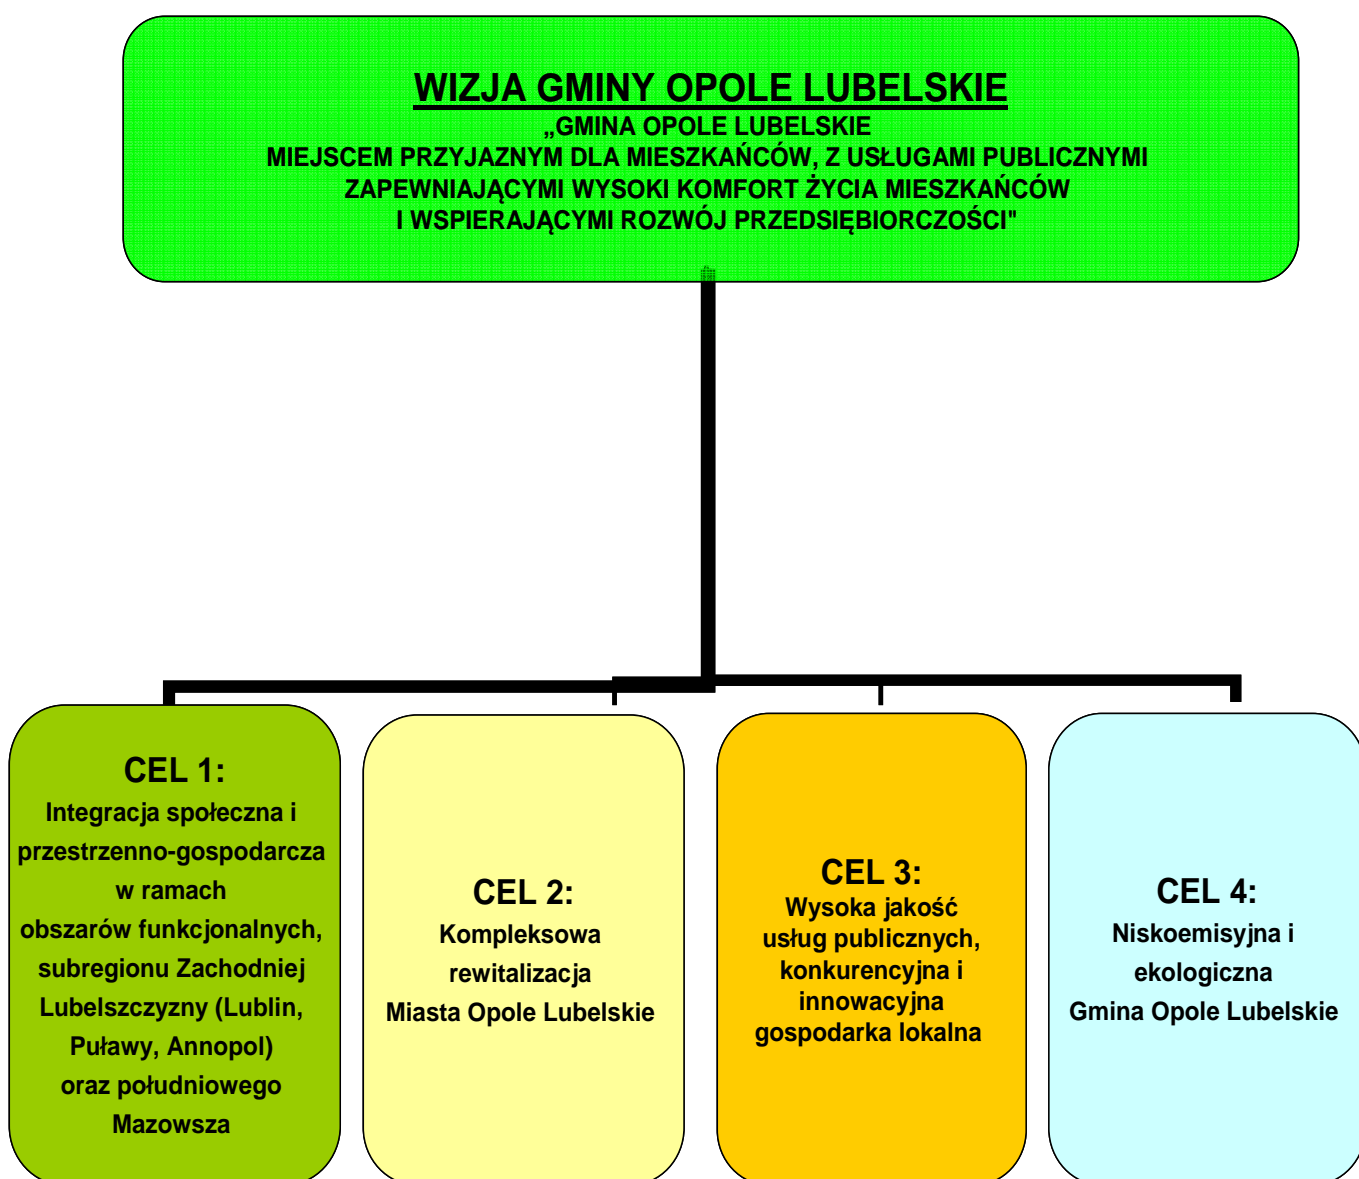 WIZJA GMINY OPOLE LUBELSKIE
„GMINA OPOLE LUBELSKIE
MIEJSCEM PRZYJAZNYM DLA MIESZKAŃCÓW, Z USŁUGAMI PUBLICZNYMI
ZAPEWNIAJĄCYMI WYSOKI KOMFORT ŻYCIA MIESZKAŃCÓW
I WSPIERAJĄCYMI ROZWÓJ PRZEDSIĘBIORCZOŚCI"
CEL 1:
Integracja społeczna i
przestrzenno-gospodarcza
w ramach
obszarów funkcjonalnych,
subregionu Zachodniej
Lubelszczyzny (Lublin,
Puławy, Annopol)
oraz południowego
Mazowsza
CEL 2:
Kompleksowa
rewitalizacja
Miasta Opole Lubelskie
CEL 3:
Wysoka jakość
usług publicznych,
konkurencyjna i
innowacyjna
gospodarka lokalna
CEL 4:
Niskoemisyjna i
ekologiczna
Gmina Opole Lubelskie